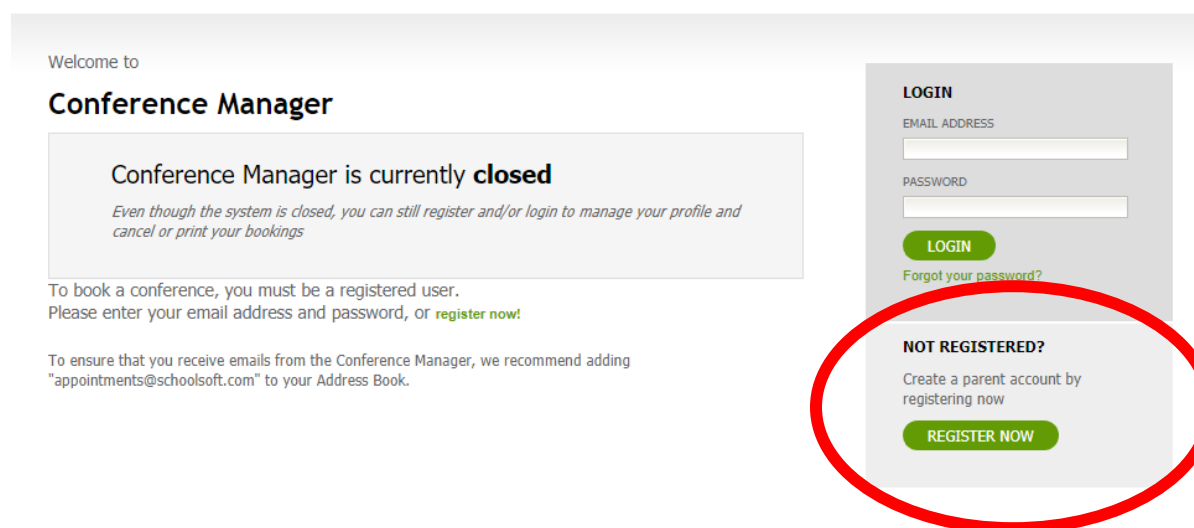 Welcome to
Conference Manager
Conference Manager is currently closed
Even though the system is closed, you can still register and/or login to manage your profile and
cancel or print your bookings
To book a conference, you must be a registered user.
Please enter your email address and password, or register now!
To ensure that you receive emails from the Conference Manager, we recommend adding
"appointments@schoolsoft.com" to your Address Book.
LOGIN
EMAIL ADDRESS
PASSWORD
LOGIN
Forgot your password?
NOT REGISTERED?
Create a parent account by
registering now
REGISTER NOW